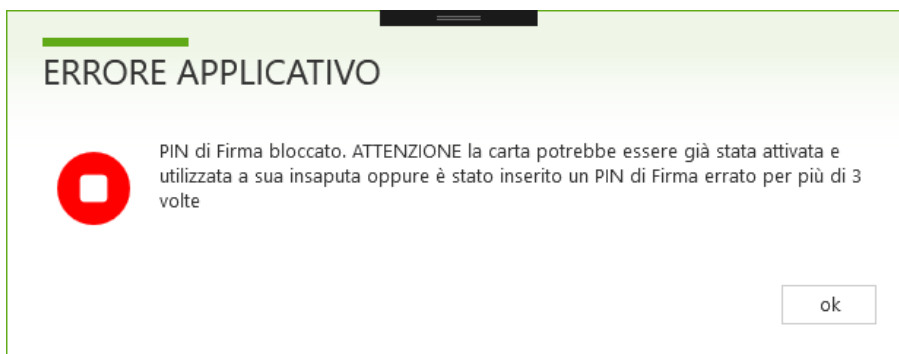 ERRORE APPLICATIVO
PIN di Firma bloccato. ATTENZIONE la carta potrebbe essere già stata attivata e
utilizzata a sua insaputa oppure è stato inserito un PIN di Firma errato per più di 3
volte
ok